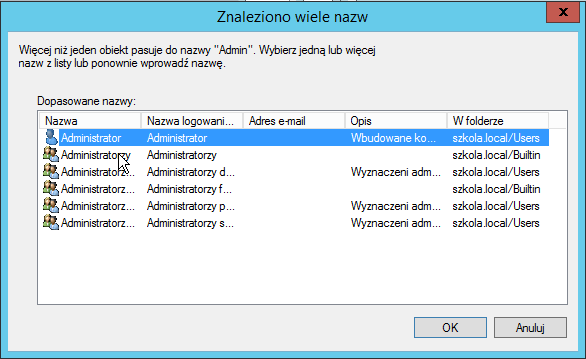 Znaleziono wiele nazw
x
Więcej niż jeden obiekt pasuje do nazwy "Admin". Wybierz jedną lub więcej
nazw z listy lub ponownie wprowadź nazwę.
Dopasowane nazwy:
Nazwa Nazwa logowani... Adres e-mail Opis W folderze
Administrator Administrator Wbudowane ko... szkola.local/Users
Administratorzy Administratorzy szkola.local/Builtin
Administratorz... Administratorzy d... Wyznaczeni adm... szkola.local/Users
Administratorz... Administratorzy f... szkola.local/Builtin
Administratorz... Administratorzy p... Wyznaczeni adm... szkola.local/Users
Administratorz... Administratorzy s... Wyznaczeni adm... szkola.local/Users
OK Anuluj